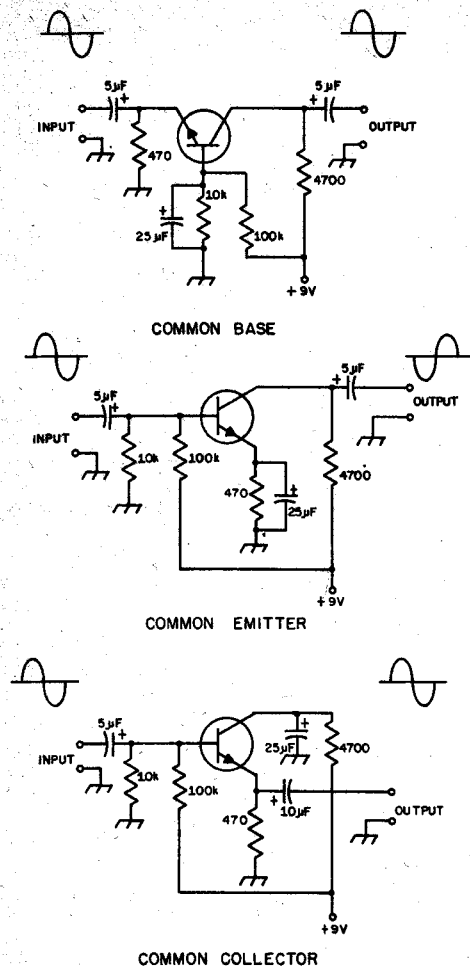 5µF
+
+
5µF
INPUT
OUTPUT
470
4700
+
10k
25µF
100k
+9V
COMMON BASE
5µF
+
+
5µF
INPUT
OUTPUT
10k
100k
470
+
25µF
4700
+9V
COMMON EMITTER
5µF
+
+
25µF
4700
INPUT
10k
100k
470
+
10µF
OUTPUT
+9V
COMMON COLLECTOR